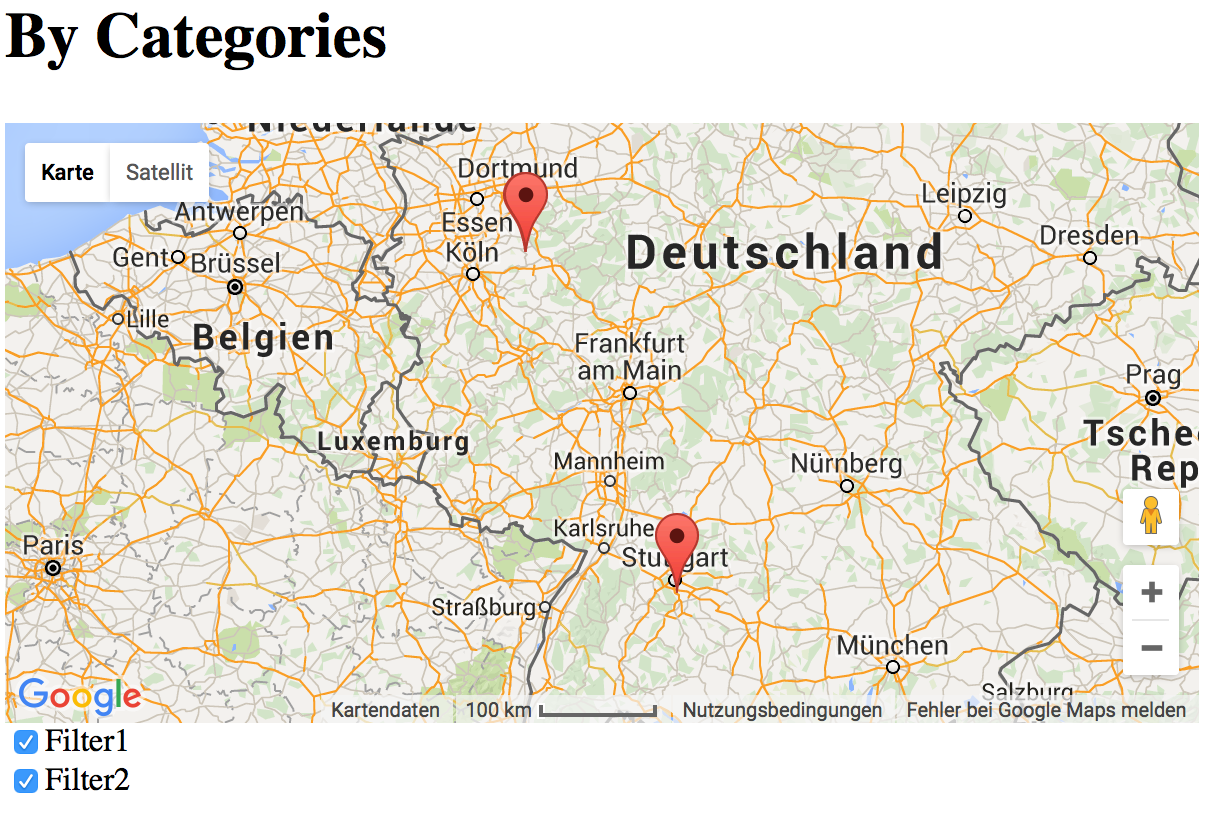 By Categories
Niederlande
Karte
Satellit
Dortmund
Leipzig
Antwerpen
Essen
Deutschland
Dresden
Gent
Brüssel
Köln
Lille
Belgien
Frankfurt
am Main
Prag
Luxemburg
Tsche
Rep
Mannheim
Nürnberg
Karlsruhe
Paris
Stuttgart
Straßburg
München
Salzburg
Google
Kartendaten
100 km
Nutzungsbedingungen
Fehler bei Google Maps melden
Filter1
Filter2